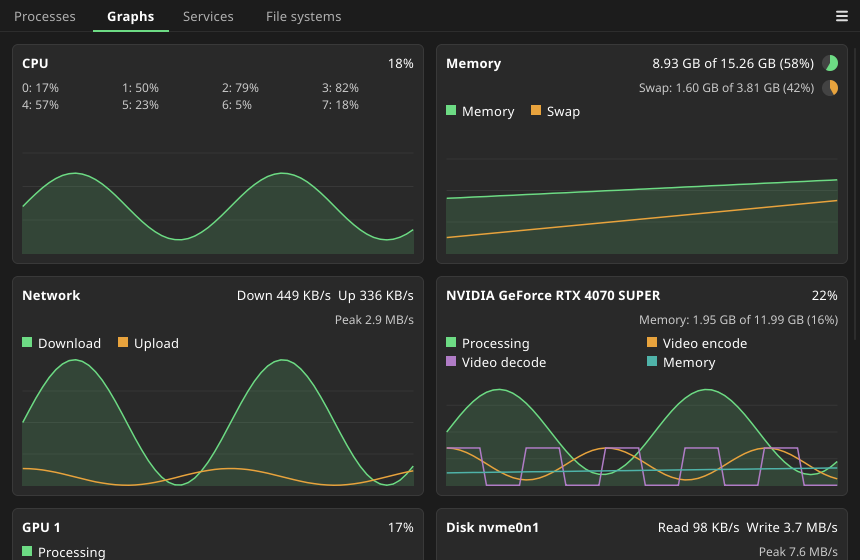 Processes Graphs Services File systems
CPU 18%
0: 17% 1: 50% 2: 79% 3: 82%
4: 57% 5: 23% 6: 5% 7: 18%
Memory 8.93 GB of 15.26 GB (58%)
Swap: 1.60 GB of 3.81 GB (42%)
Memory Swap
Network Down 449 KB/s Up 336 KB/s
Peak 2.9 MB/s
Download Upload
NVIDIA GeForce RTX 4070 SUPER 22%
Memory: 1.95 GB of 11.99 GB (16%)
Processing Video encode
Video decode Memory
GPU 1 17%
Processing
Disk nvme0n1 Read 98 KB/s Write 3.7 MB/s
Peak 7.6 MB/s